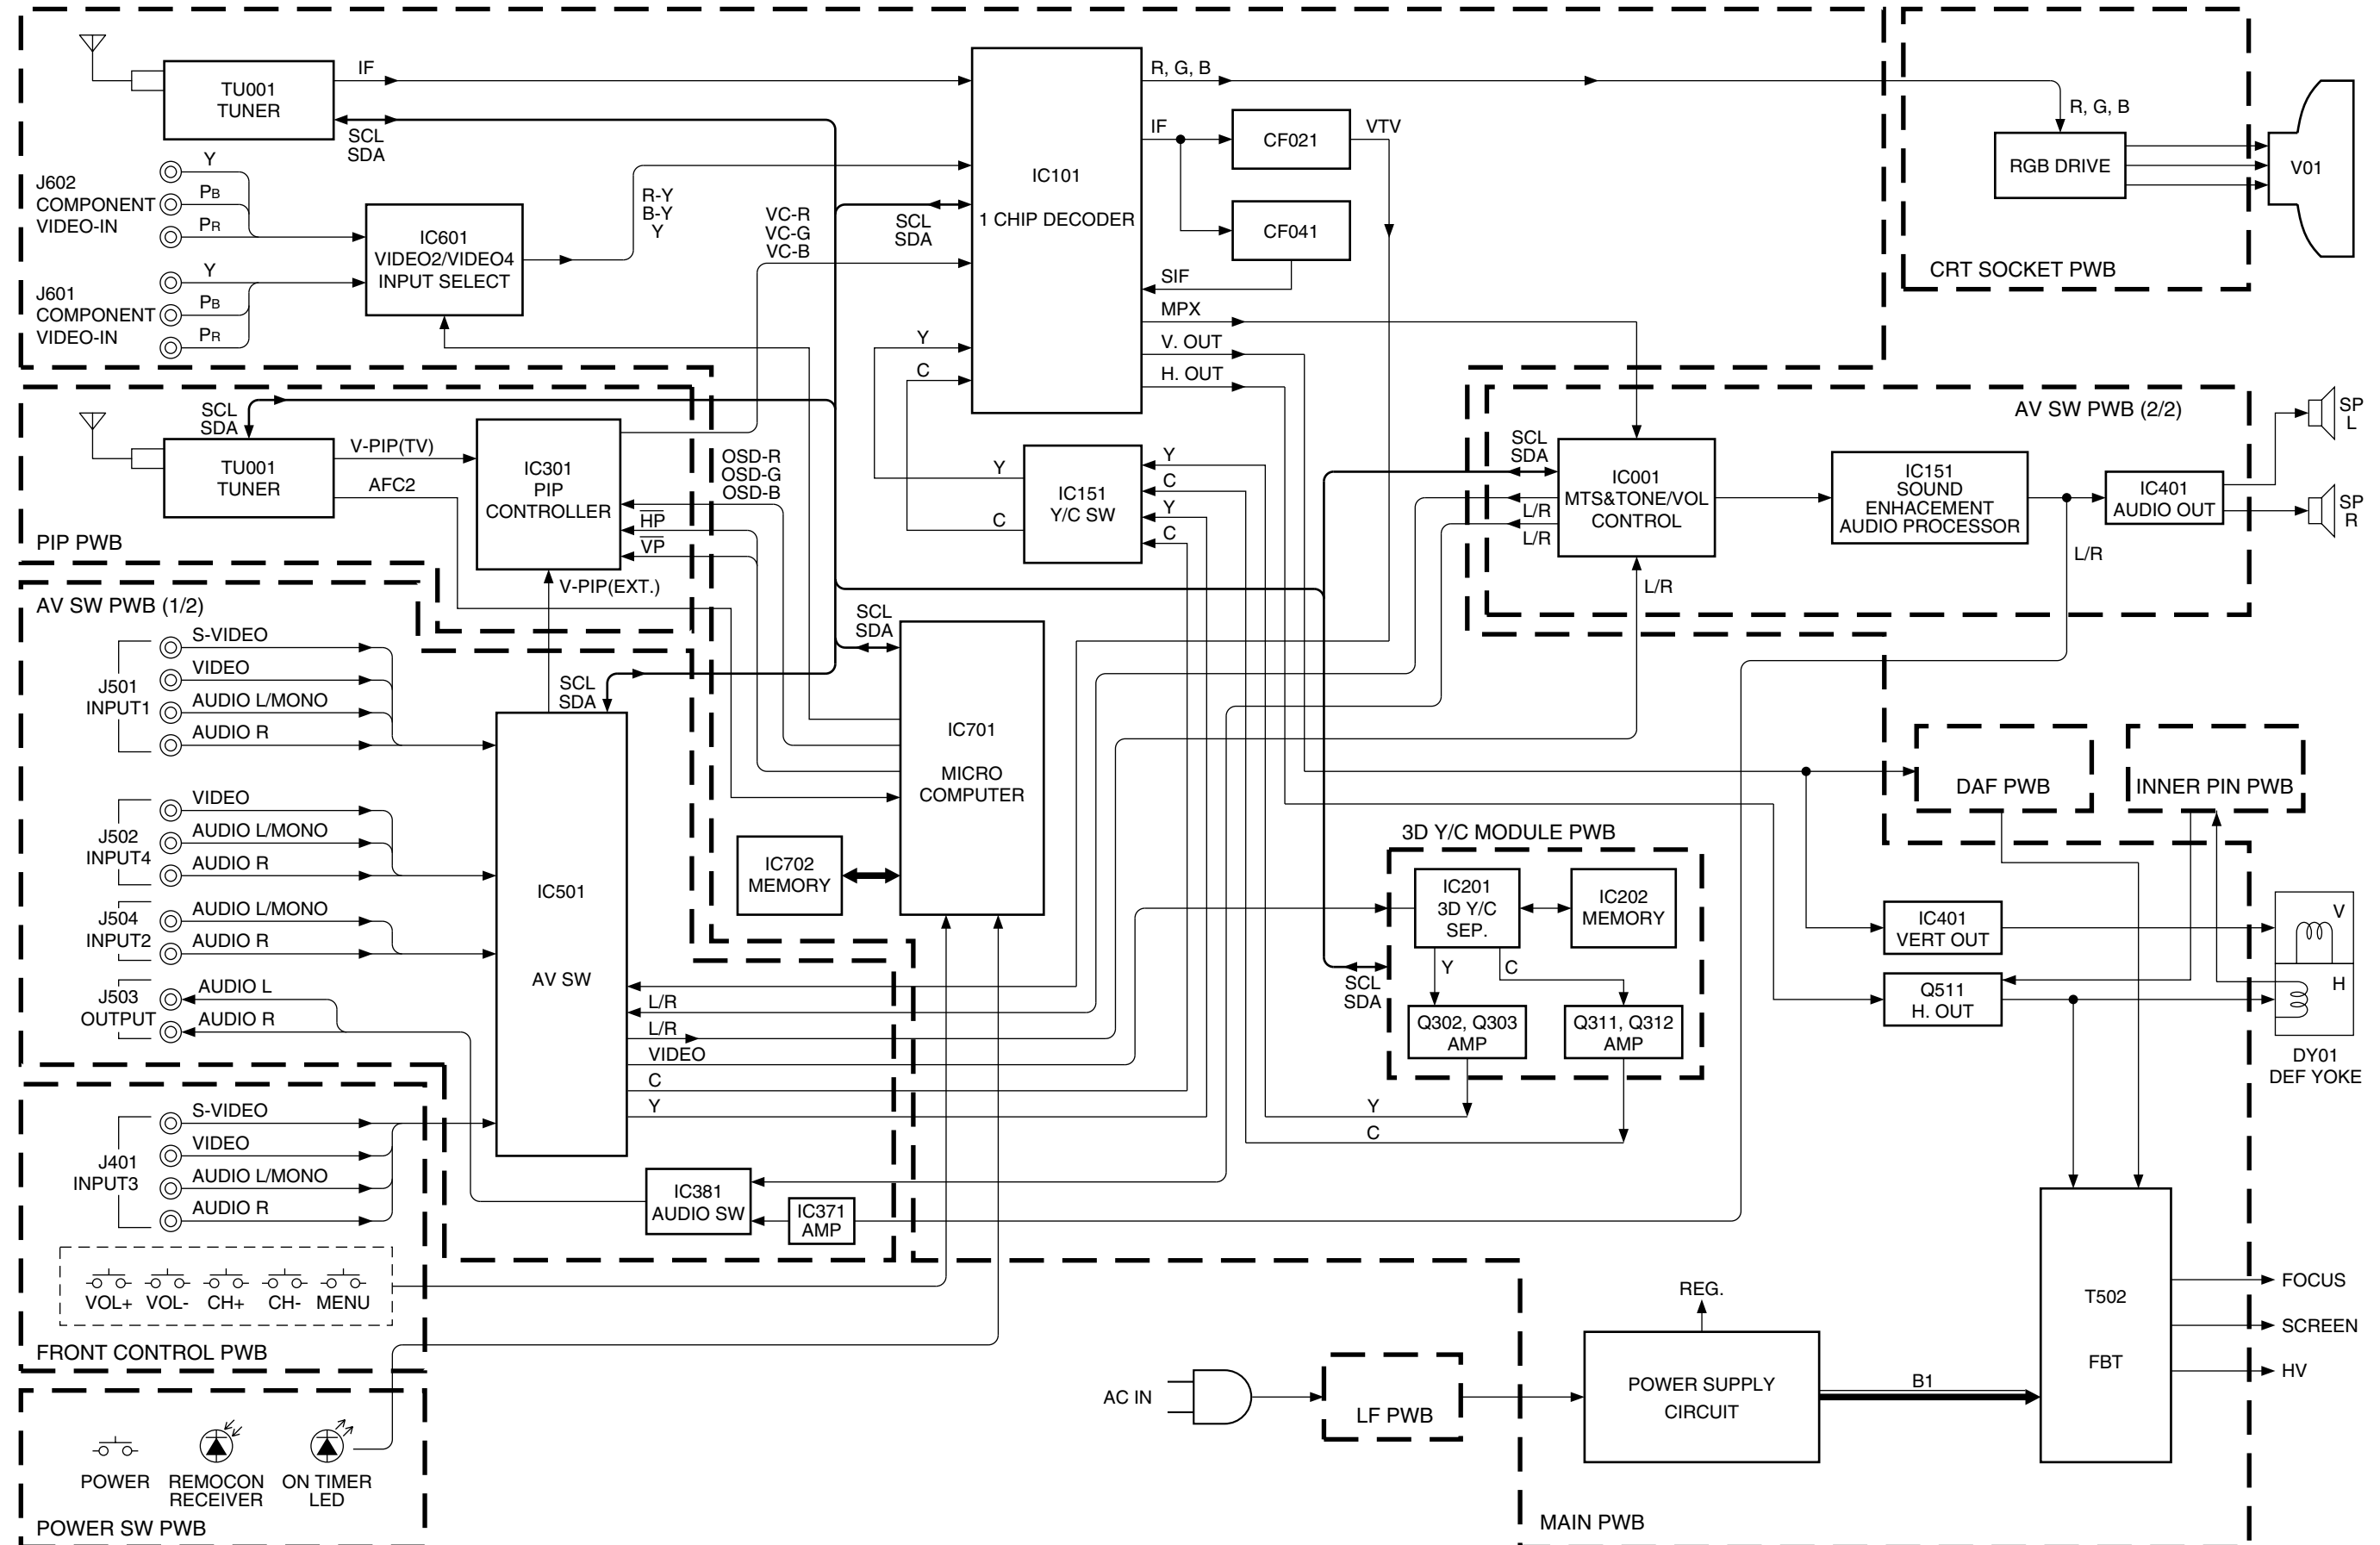 TU001
TUNER
IF
SCL
SDA
J602
COMPONENT
VIDEO-IN
Y
PB
PR
J601
COMPONENT
VIDEO-IN
Y
PB
PR
IC601
VIDEO2/VIDEO4
INPUT SELECT
R-Y
B-Y
Y
VC-R
VC-G
VC-B
SCL
SDA
IC101
1 CHIP DECODER
Y
C
R, G, B
IF
CF021
VTV
CF041
SIF
MPX
V. OUT
H. OUT
R, G, B
RGB DRIVE
CRT SOCKET PWB
V01
SCL
SDA
TU001
TUNER
V-PIP(TV)
AFC2
PIP PWB
IC301
PIP
CONTROLLER
OSD-R
OSD-G
OSD-B
HP
VP
V-PIP(EXT.)
Y
C
IC151
Y/C SW
Y
C
Y
C
AV SW PWB (2/2)
SCL
SDA
L/R
L/R
IC001
MTS&TONE/VOL
CONTROL
L/R
IC151
SOUND
ENHACEMENT
AUDIO PROCESSOR
IC401
AUDIO OUT
L/R
SP
L
SP
R
AV SW PWB (1/2)
J501
INPUT1
S-VIDEO
VIDEO
AUDIO L/MONO
AUDIO R
J502
INPUT4
VIDEO
AUDIO L/MONO
AUDIO R
J504
INPUT2
AUDIO L/MONO
AUDIO R
J503
OUTPUT
AUDIO L
AUDIO R
SCL
SDA
IC501
AV SW
L/R
L/R
VIDEO
C
Y
SCL
SDA
IC701
MICRO
COMPUTER
IC702
MEMORY
3D Y/C MODULE PWB
IC201
3D Y/C
SEP.
IC202
MEMORY
Y
C
SCL
SDA
Q302, Q303
AMP
Q311, Q312
AMP
Y
C
DAF PWB
INNER PIN PWB
IC401
VERT OUT
Q511
H. OUT
V
H
DY01
DEF YOKE
J401
INPUT3
S-VIDEO
VIDEO
AUDIO L/MONO
AUDIO R
IC381
AUDIO SW
IC371
AMP
VOL+
VOL-
CH+
CH-
MENU
FRONT CONTROL PWB
POWER
REMOCON
RECEIVER
ON TIMER
LED
POWER SW PWB
AC IN
LF PWB
REG.
POWER SUPPLY
CIRCUIT
B1
T502
FBT
FOCUS
SCREEN
HV
MAIN PWB